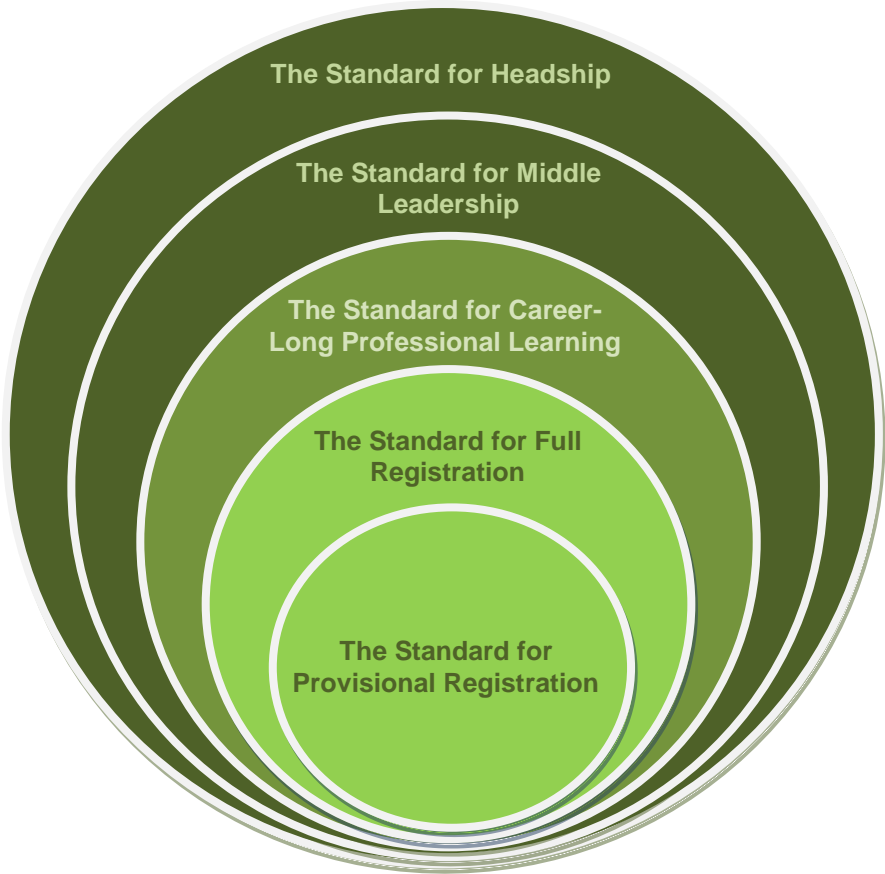 The Standard for Headship
The Standard for Middle
Leadership
The Standard for Career-
Long Professional Learning
The Standard for Full
Registration
The Standard for
Provisional Registration